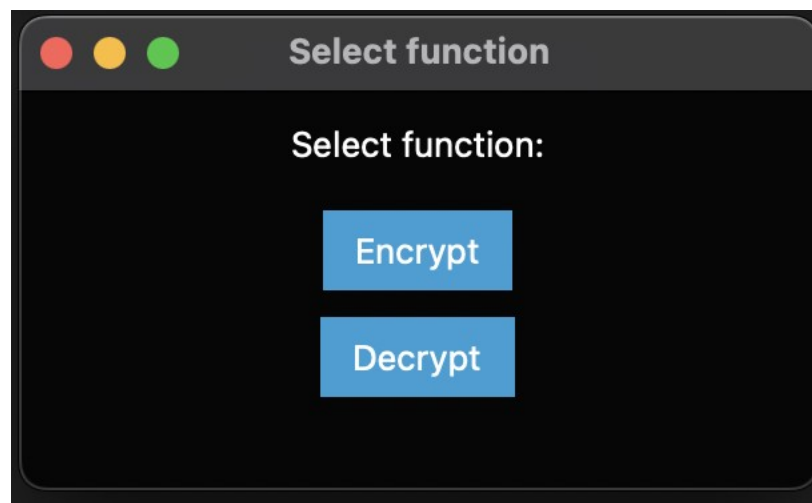 Select function
Select function:
Encrypt
Decrypt